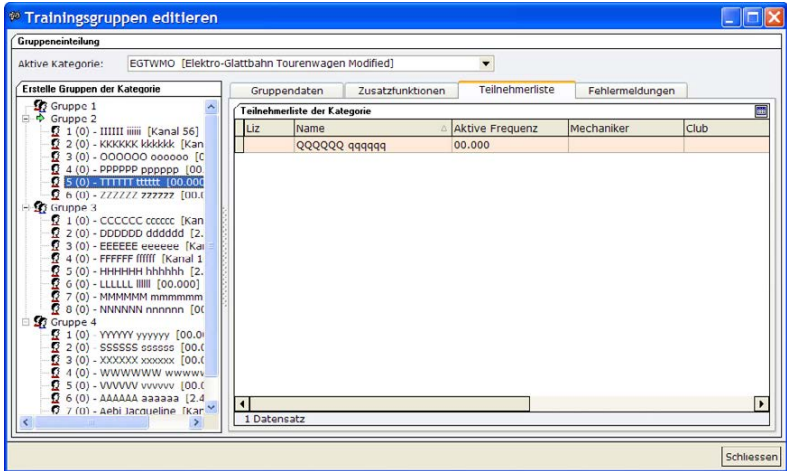 Trainingsgruppen editieren
Gruppeneinteilung
Aktive Kategorie: EGTWMO [Elektro-Glattbahn Tourenwagen Modified]
Erstelle Gruppen der Kategorie
Gruppe 1
Gruppe 2
1 (0) - IIIIII iiiiii [Kanal 56]
2 (0) - KKKKKK kkkkkk [Kan
3 (0) - OOOOOO oooooo [C
4 (0) - PPPPPP pppppp [00
5 (0) - TTTTTT tttttt [00.000
6 (0) - ZZZZZZ zzzzzz [00.0
Gruppe 3
1 (0) - CCCCCC cccccc [Kan
2 (0) - DDDDDD dddddd [2.
3 (0) - EEEEEE eeeeee [Kan
4 (0) - FFFFFF ffffff [Kanal 1
5 (0) - HHHHHH hhhhhh [2.
6 (0) - LLLLLL llllll [00.000]
7 (0) - MMMMMM mmmmmm
8 (0) - NNNNNN nnnnnn [00
Gruppe 4
1 (0) - YYYYYY yyyyyy [00.0
2 (0) - SSSSSS ssssss [00.0
3 (0) - XXXXXX xxxxxx [00.0
4 (0) - WWWWWW wwwww
5 (0) - VVVVVV vvvvvv [00.0
6 (0) - AAAAAA aaaaaa [2.4
7 (0) - Aebi Jacqueline [Kan
Gruppendaten Zusatzfunktionen Teilnehmerliste Fehlermeldungen
Teilnehmerliste der Kategorie
Liz Name Aktive Frequenz Mechaniker Club
QQQQQQ qqqqqq 00.000
1 Datensatz
Schliessen